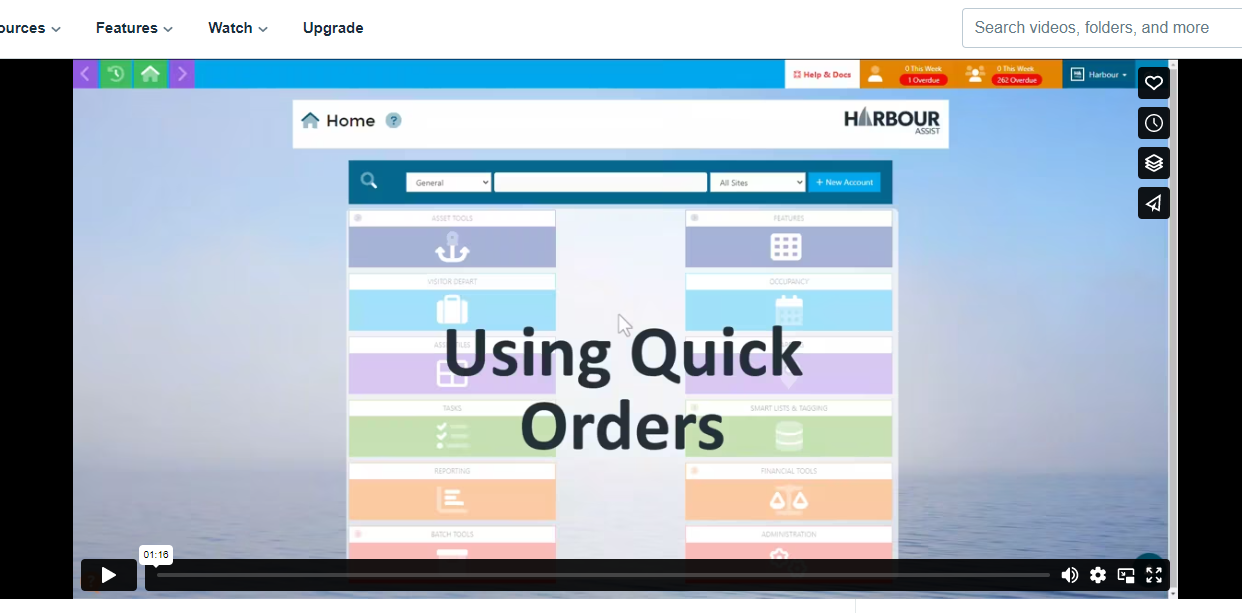 ources Features Watch Upgrade
Search videos, folders, and more
Help & Docs
0 This Week
1 Overdue
0 This Week
262 Overdue
Harbour
Home ?
HARBOUR
ASSIST
General All Sites + New Account
ASSET TOOLS FEATURES
VISITOR DEPART OCCUPANCY
Using Quick
Orders
TASKS SMART LISTS & TAGGING
REPORTING FINANCIAL TOOLS
BATCH TOOLS ADMINISTRATION
01:16